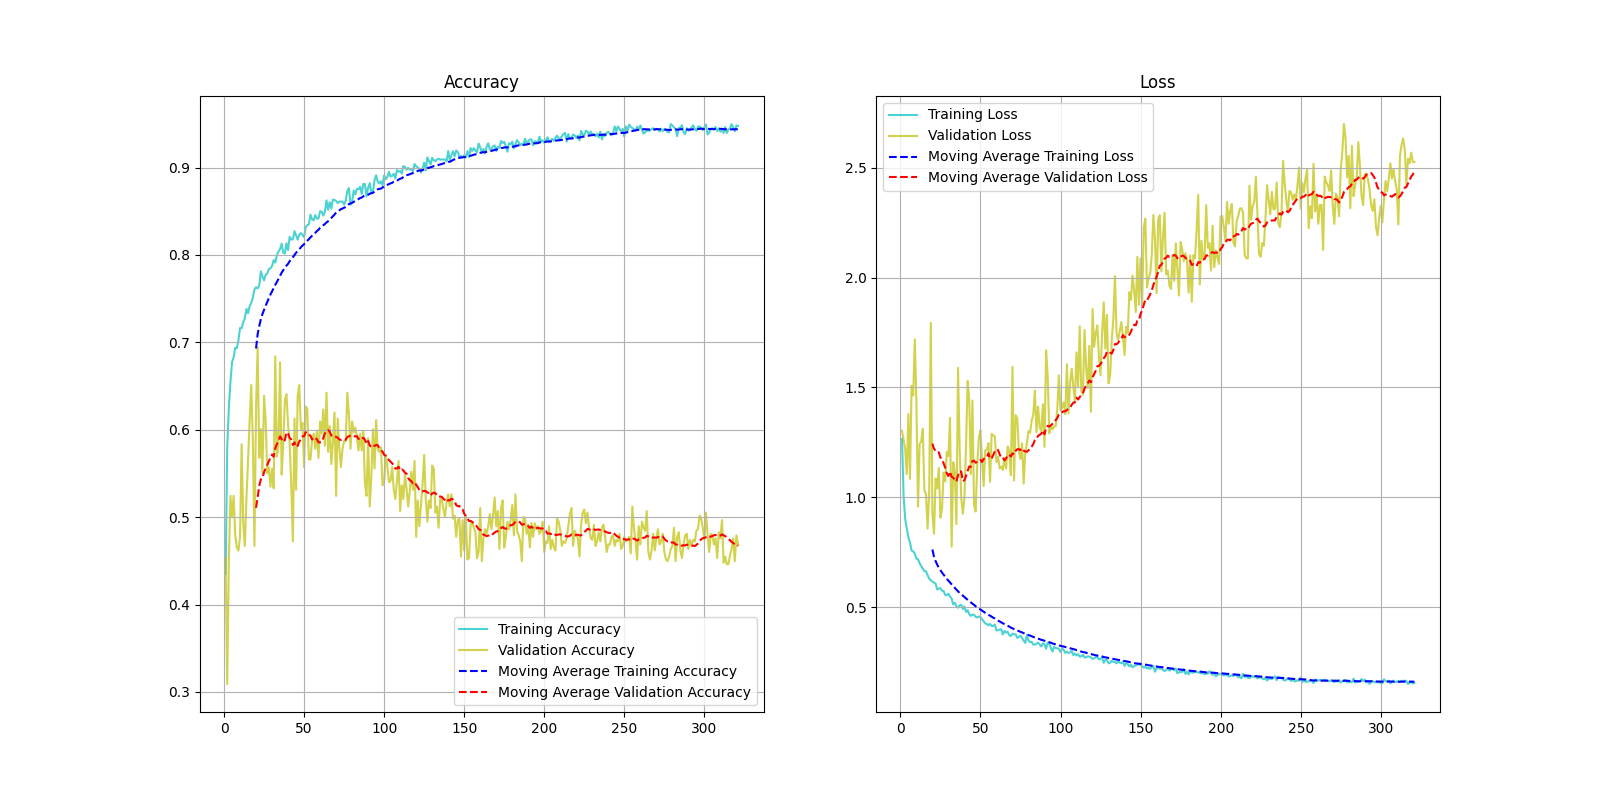 Accuracy
0.9
0.8
0.7
0.6
0.5
0.4
0.3
0 50 100 150 200 250 300
Training Accuracy
Validation Accuracy
Moving Average Training Accuracy
Moving Average Validation Accuracy
Loss
Training Loss
Validation Loss
Moving Average Training Loss
Moving Average Validation Loss
2.5
2.0
1.5
1.0
0.5
0 50 100 150 200 250 300